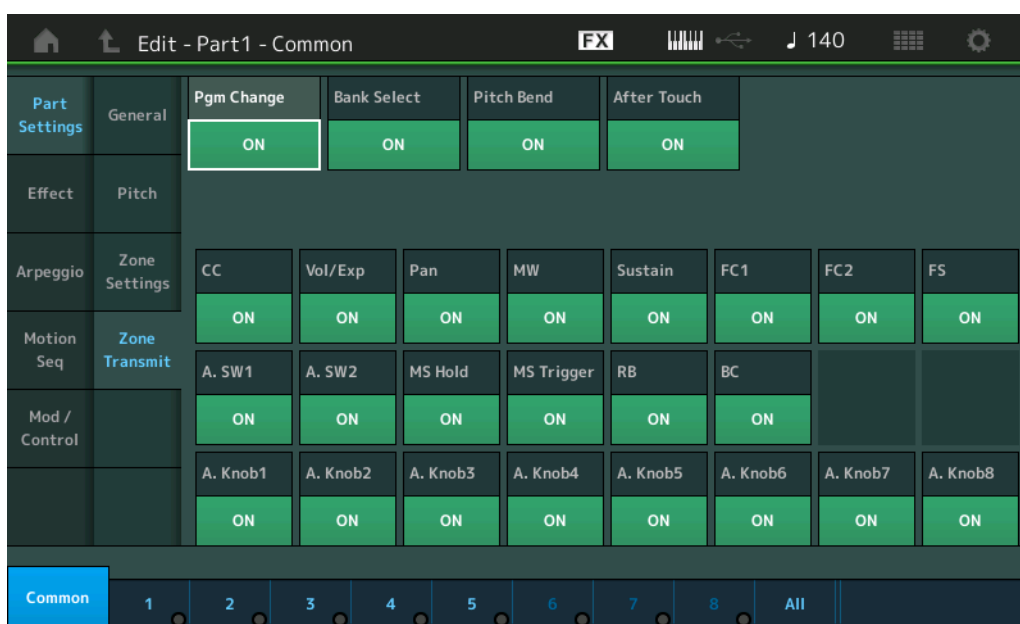 Edit - Part1 - Common FX 140
Part Settings
General
Effect
Pitch
Arpeggio
Zone Settings
Motion Seq
Zone Transmit
Mod / Control
Pgm Change Bank Select Pitch Bend After Touch
ON ON ON ON
CC Vol/Exp Pan MW Sustain FC1 FC2 FS
ON ON ON ON ON ON ON ON
A. SW1 A. SW2 MS Hold MS Trigger RB BC
ON ON ON ON ON ON
A. Knob1 A. Knob2 A. Knob3 A. Knob4 A. Knob5 A. Knob6 A. Knob7 A. Knob8
ON ON ON ON ON ON ON ON
Common 1 2 3 4 5 6 7 8 All